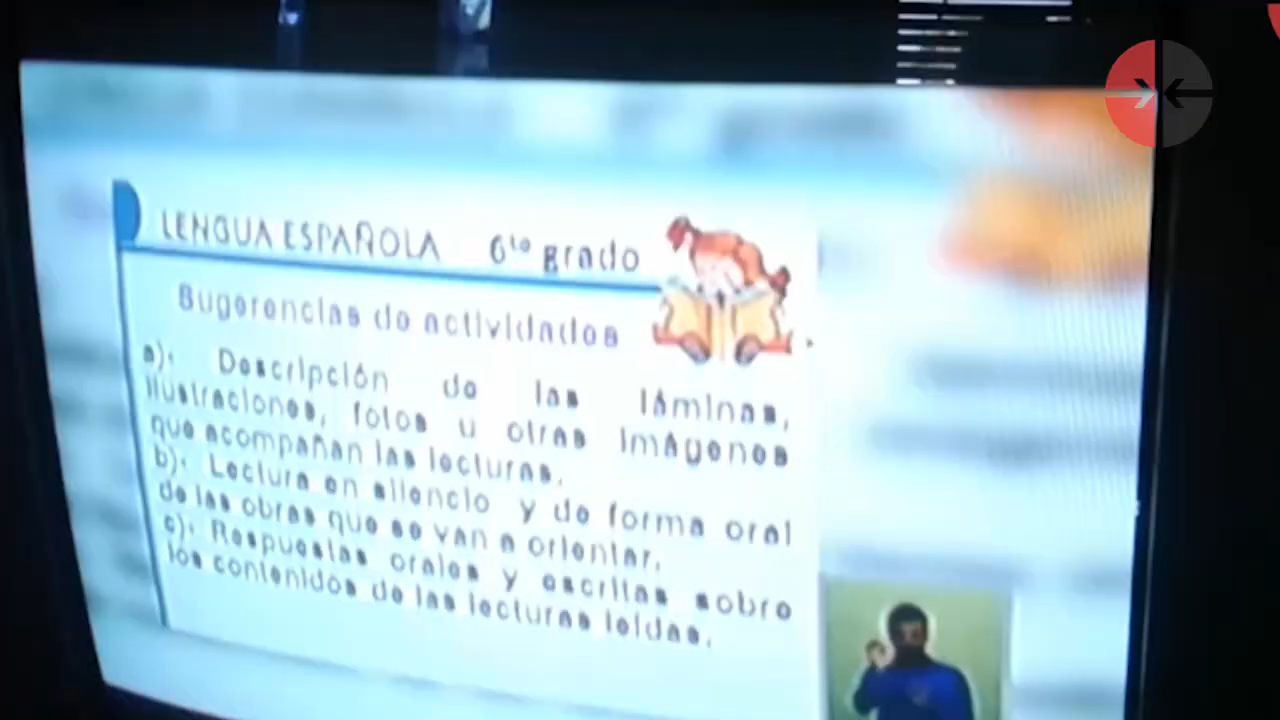 LENGUA ESPAÑOLA 6to grado
Sugerencias de actividades
a). Descripción de las láminas,
ilustraciones, fotos u otras imágenes
que acompañan las lecturas.
b). Lectura en silencio y de forma oral
de las obras que se van a orientar.
c). Respuestas orales y escritas sobre
los contenidos de las lecturas leídas.